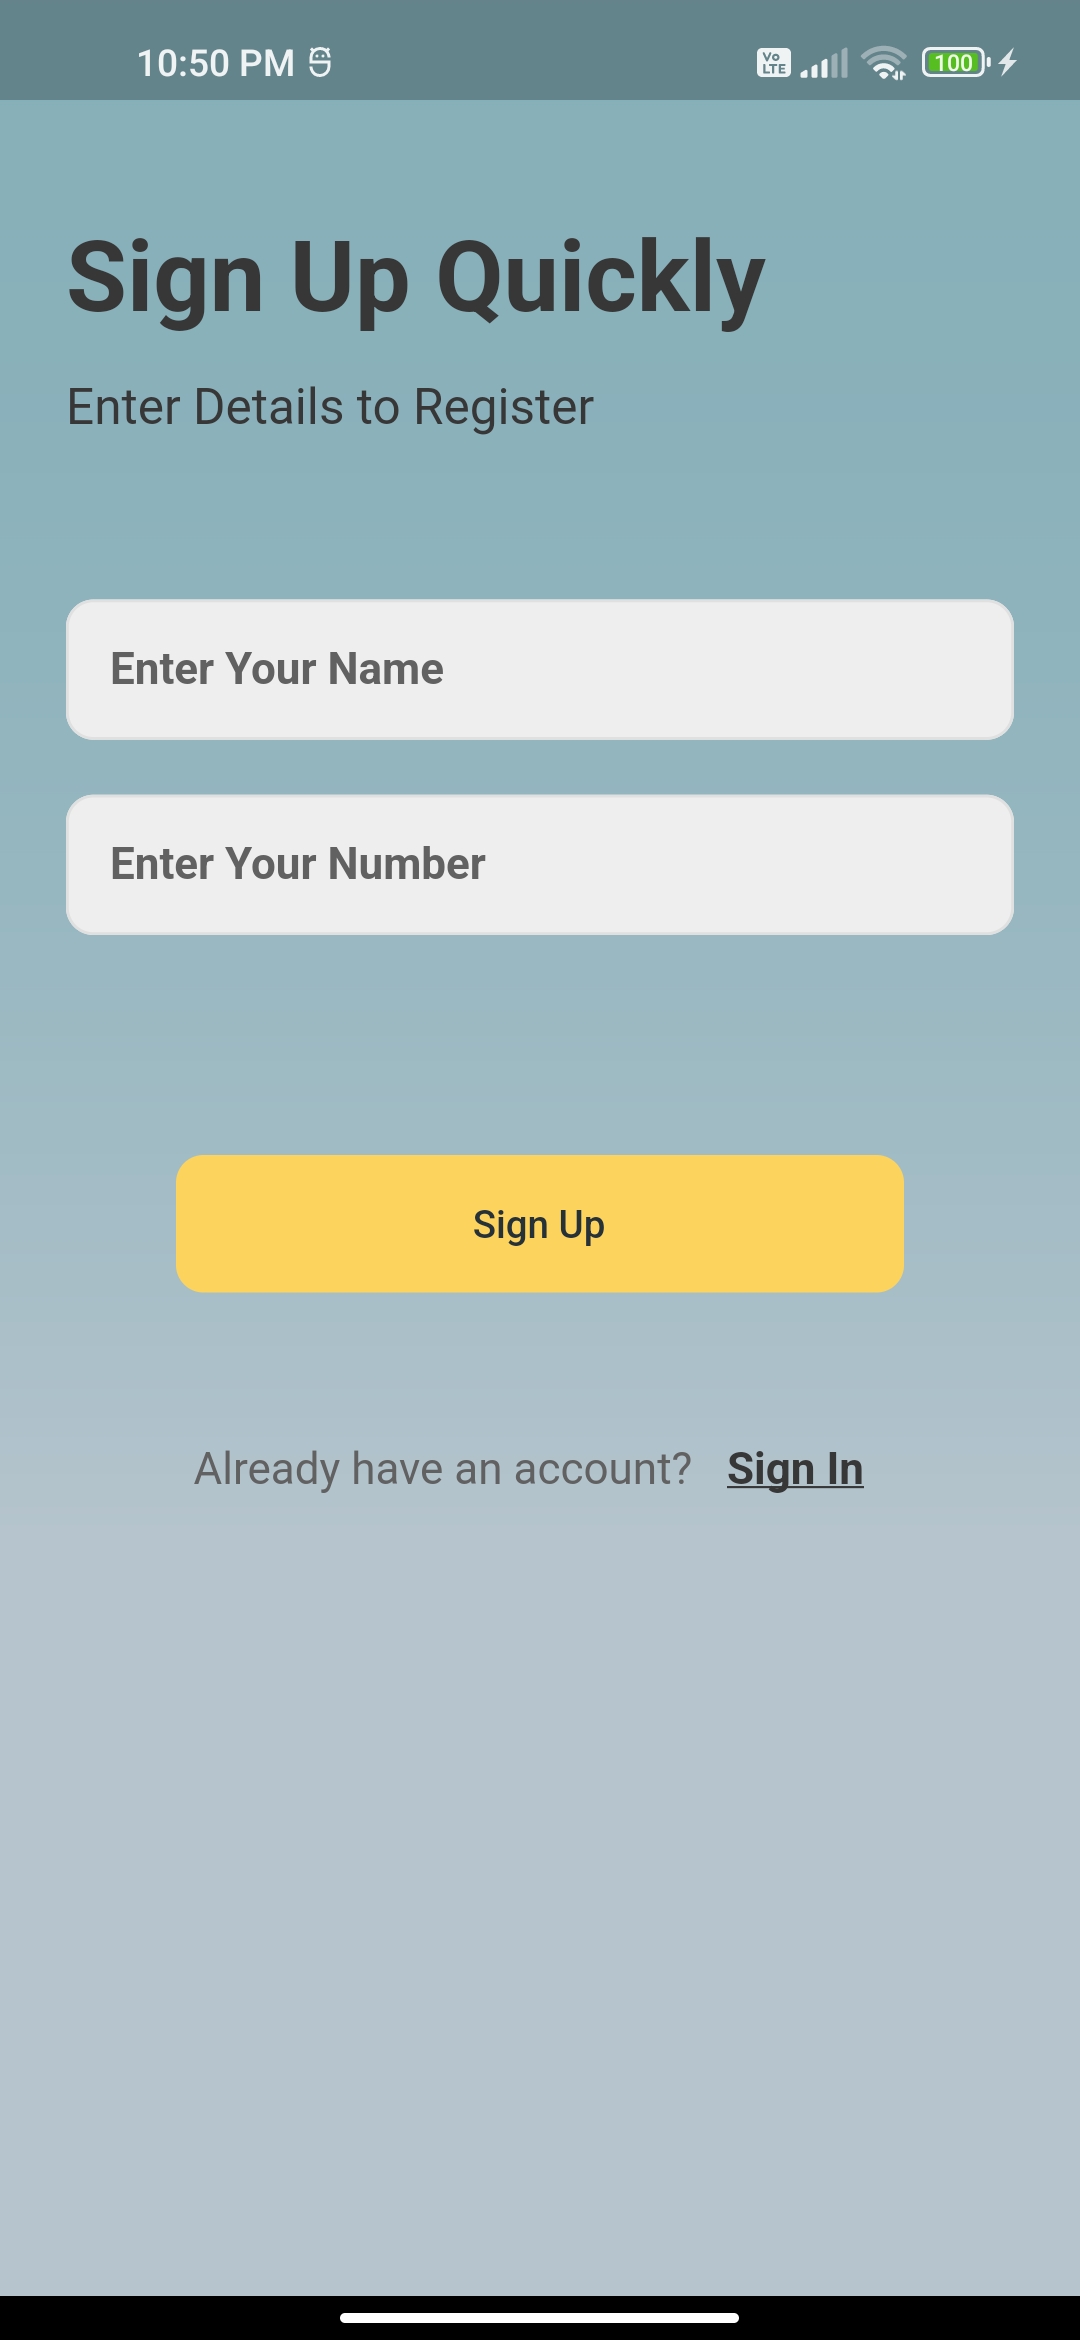 10:50 PM
Vo
LTE
100
Sign Up Quickly
Enter Details to Register
Enter Your Name
Enter Your Number
Sign Up
Already have an account? Sign In